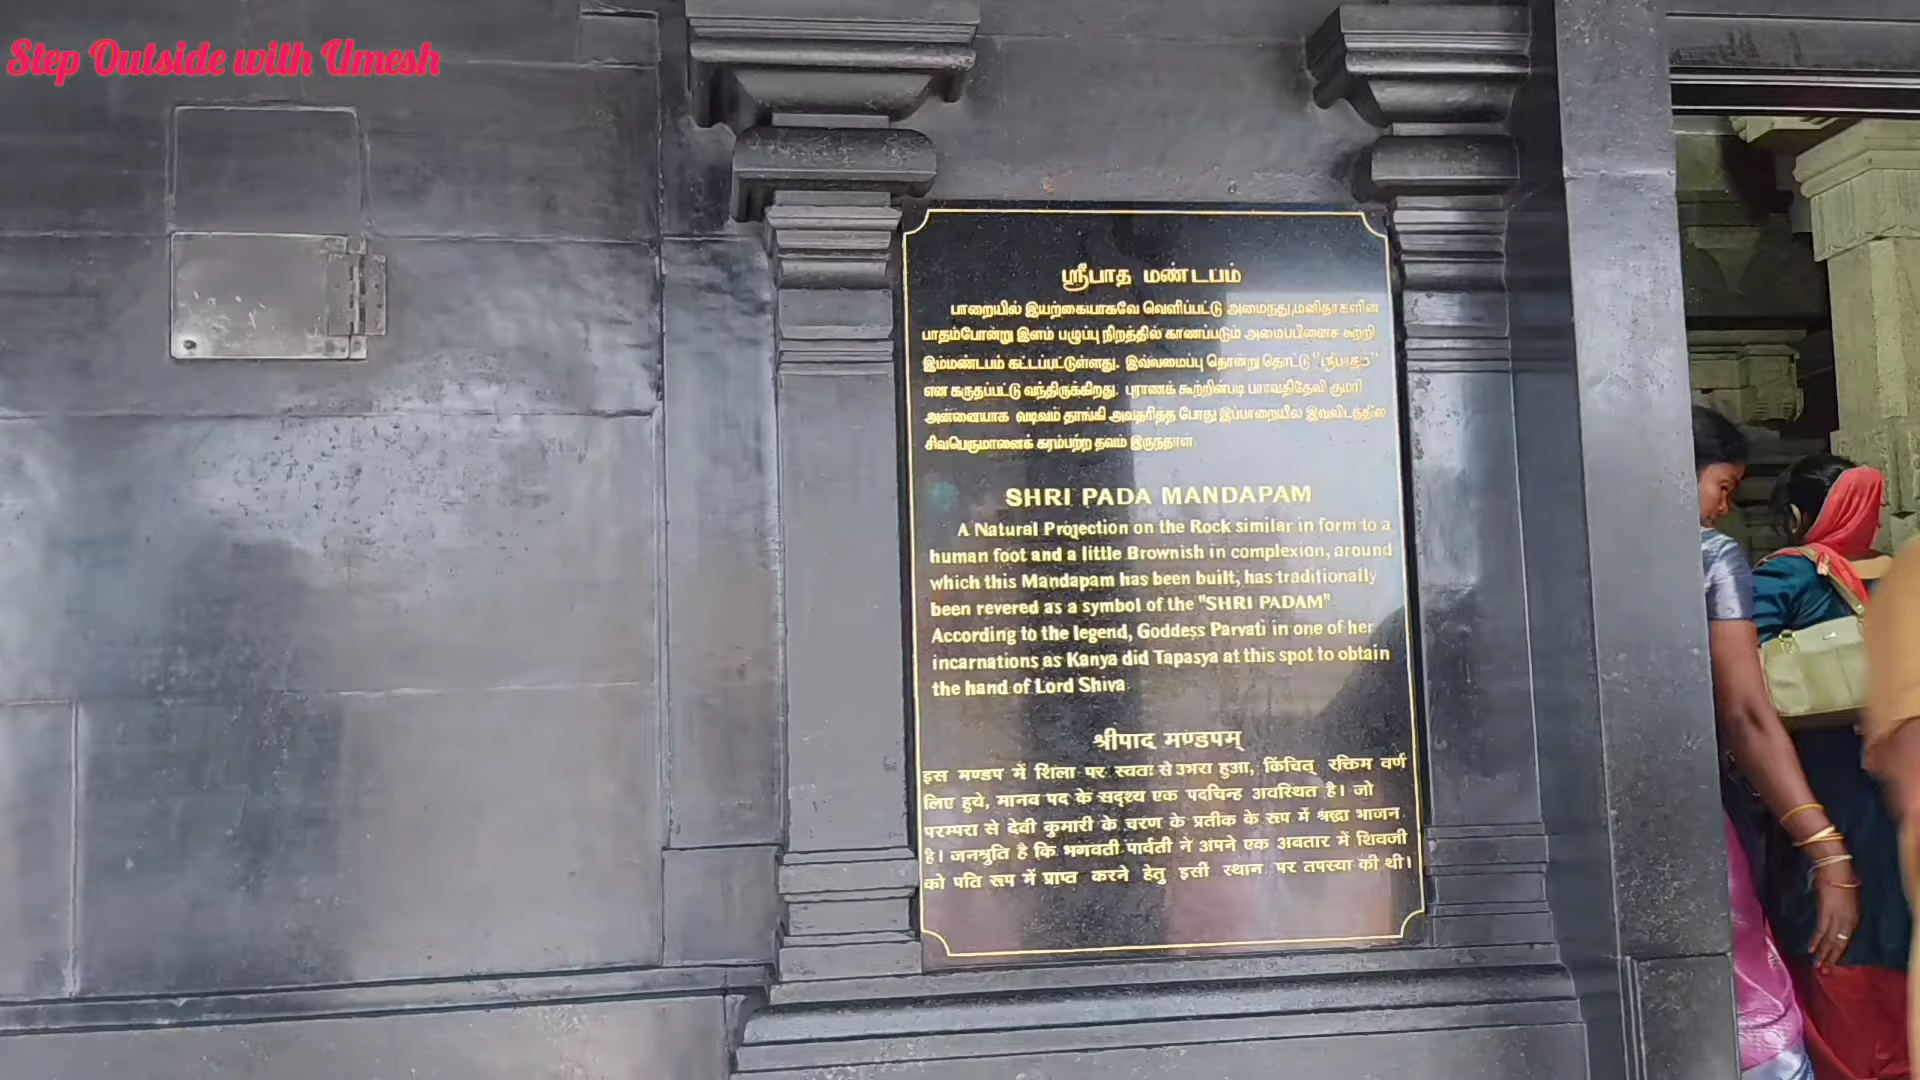 Step Outside with Umesh
ஸ்ரீபாத மண்டபம்
பாறையில் இயற்கையாகவே வெளிப்பட்டு அமைந்து,மனிதர்களின்
பாதம்போன்று இளம் பழுப்பு நிறத்தில் காணப்படும் அமைப்பினைச் சுற்றி
இம்மண்டபம் கட்டப்பட்டுள்ளது. இவ்வமைப்பு தொன்று தொட்டு "ஸ்ரீபாதம்"
என கருதப்பட்டு வந்திருக்கிறது. புராணக் கூற்றின்படி பார்வதிதேவி குமரி
அன்னையாக வடிவம் தாங்கி அவதரித்த போது இப்பாறையில் இவ்விடத்தில்
சிவபெருமானைக் கரம்பற்ற தவம் இருந்தாள்
SHRI PADA MANDAPAM
A Natural Projection on the Rock similar in form to a
human foot and a little Brownish in complexion, around
which this Mandapam has been built, has traditionally
been revered as a symbol of the "SHRI PADAM"
According to the legend, Goddess Parvati in one of her
incarnations as Kanya did Tapasya at this spot to obtain
the hand of Lord Shiva
श्रीपाद मण्डपम्
इस मण्डप में शिला पर स्वतः से उभरा हुआ, किंचित् रक्तिम वर्ण
लिए हुये, मानव पद के सदृश्य एक पदचिन्ह अवस्थित है। जो
परम्परा से देवी कुमारी के चरण के प्रतीक के रूप में श्रद्धा भाजन
है। जनश्रुति है कि भगवती पार्वती ने अपने एक अवतार में शिवजी
को पति रूप में प्राप्त करने हेतु इसी स्थान पर तपस्या की थी।